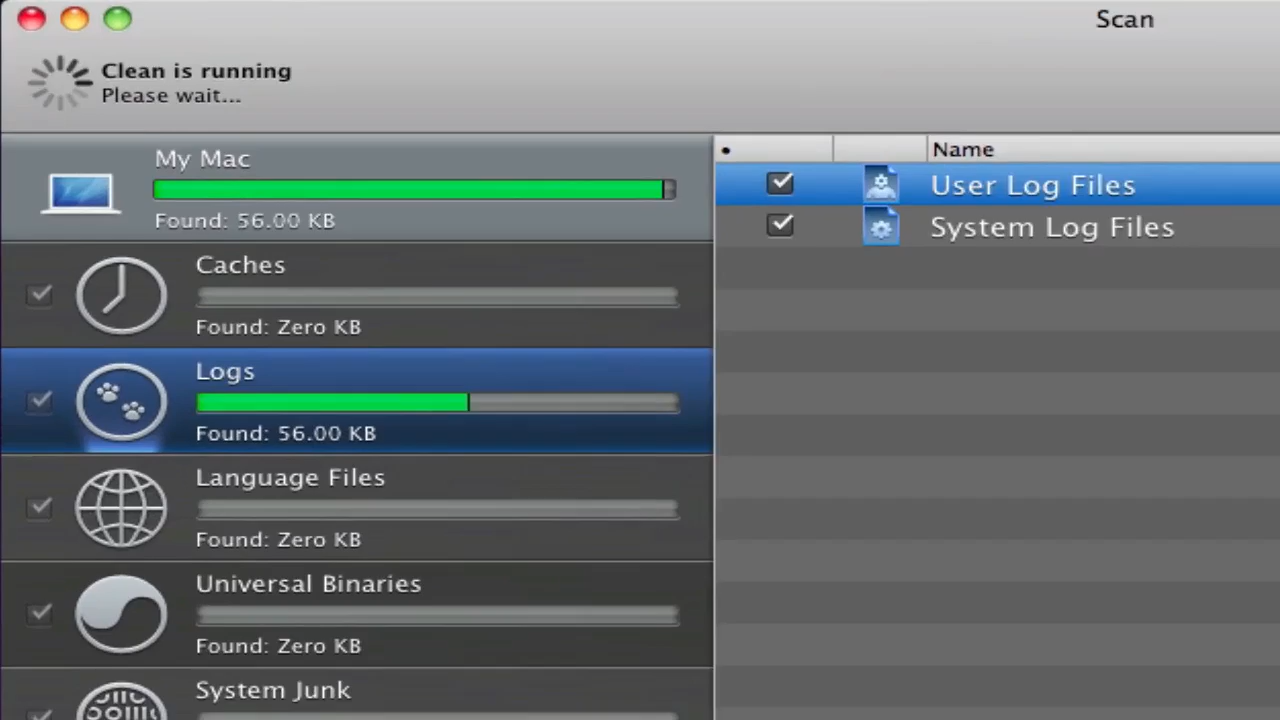 Scan
Clean is running
Please wait...
My Mac
Found: 56.00 KB
Caches
Found: Zero KB
Logs
Found: 56.00 KB
Language Files
Found: Zero KB
Universal Binaries
Found: Zero KB
System Junk
Name
User Log Files
System Log Files